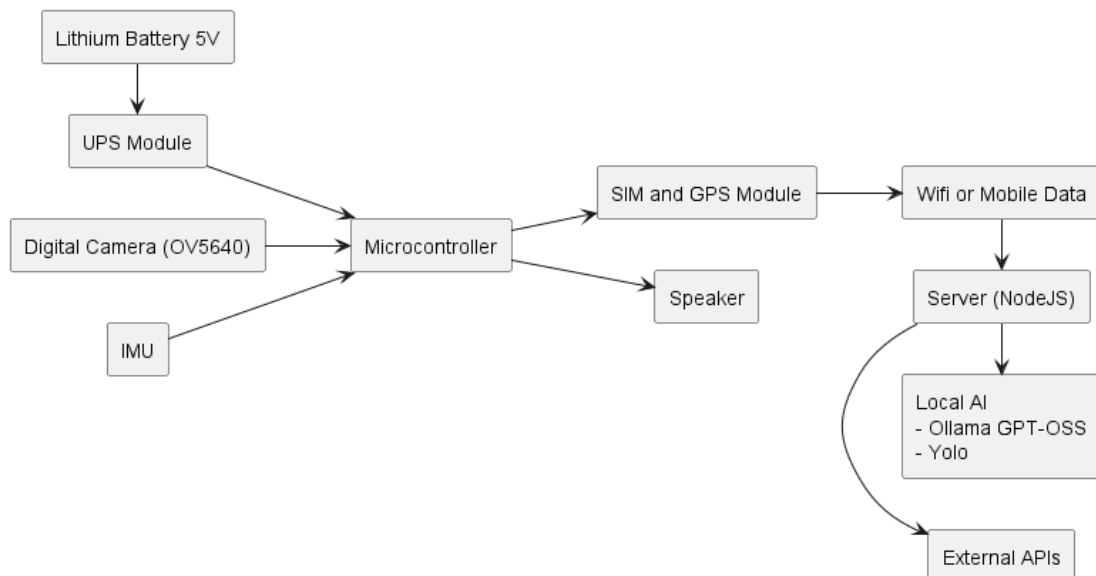 Lithium Battery 5V
UPS Module
Digital Camera (OV5640)
IMU
Microcontroller
SIM and GPS Module
Speaker
Wifi or Mobile Data
Server (NodeJS)
Local AI
- Ollama GPT-OSS
- Yolo
External APIs